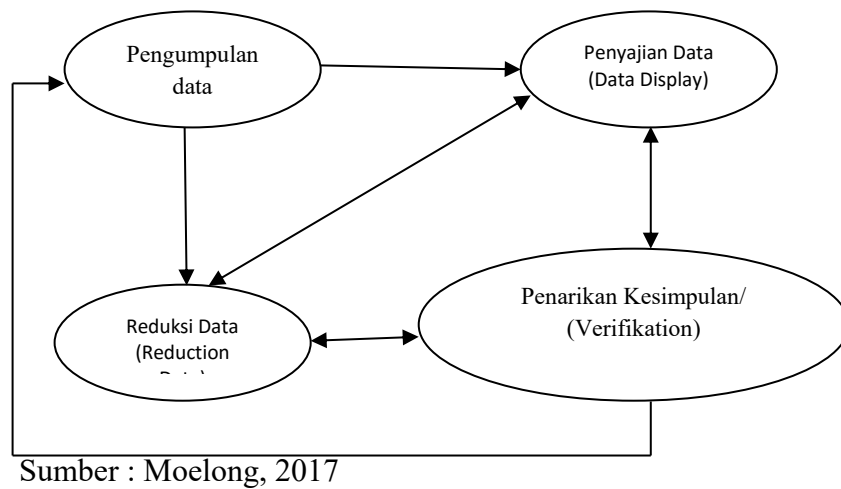 Pengumpulan
data
Penyajian Data
(Data Display)
Reduksi Data
(Reduction
Penarikan Kesimpulan/
(Verifikation)
Sumber : Moelong, 2017